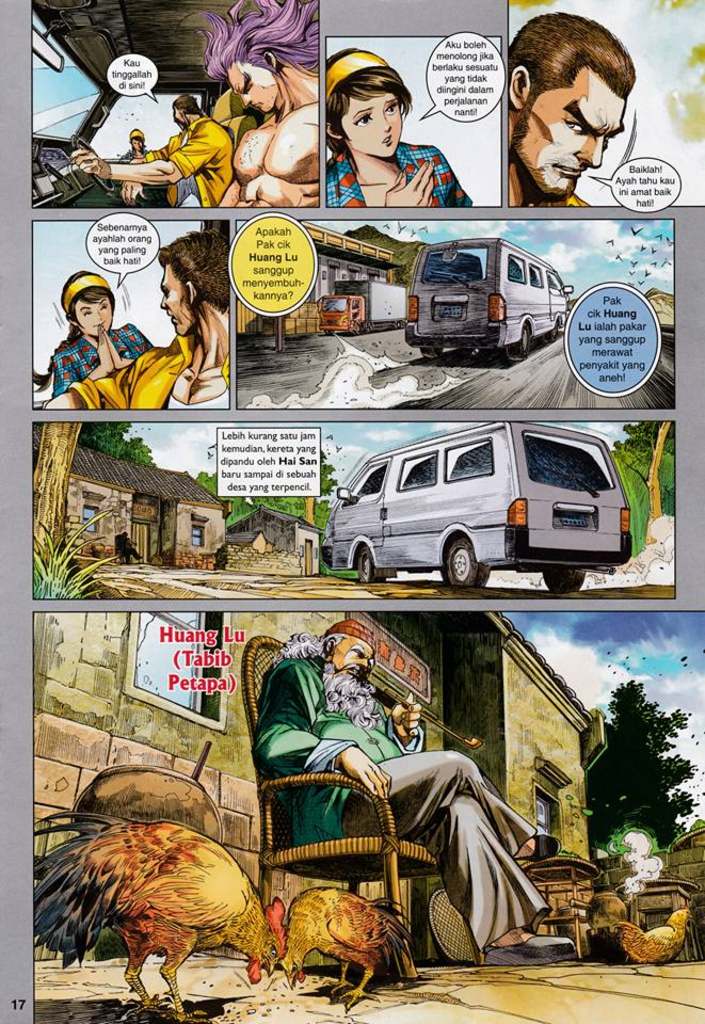 Kau
tinggallah
di sini!
Aku boleh
menolong jika
berlaku sesuatu
yang tidak
diingini dalam
perjalanan
nanti!
Baiklah!
Ayah tahu kau
ini amat baik
hati!
Sebenarnya
ayahlah orang
yang paling
baik hati!
Apakah
Pak cik
Huang Lu
sanggup
menyembuh-
kannya?
Pak
cik Huang
Lu ialah pakar
yang sanggup
merawat
penyakit yang
aneh!
Lebih kurang satu jam
kemudian, kereta yang
dipandu oleh Hai San
baru sampai di sebuah
desa yang terpencil.
Huang Lu
(Tabib
Petapa)
17